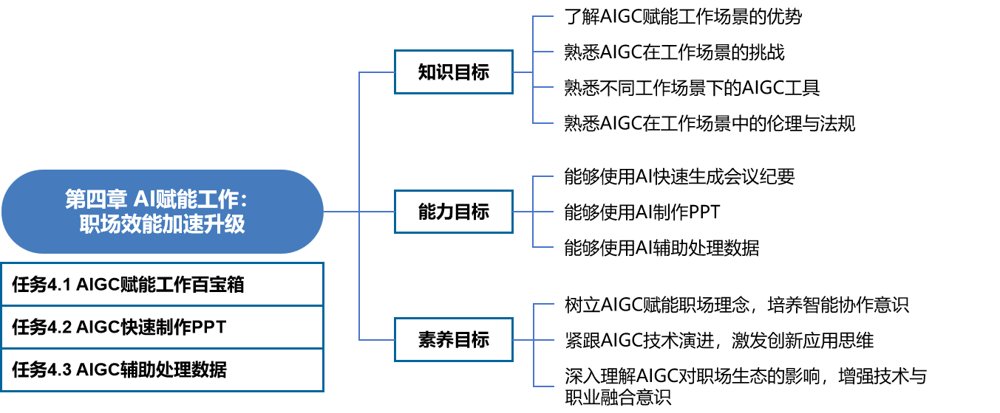 第四章 AI赋能工作：
职场效能加速升级
任务4.1 AIGC赋能工作百宝箱
任务4.2 AIGC快速制作PPT
任务4.3 AIGC辅助处理数据
知识目标
了解AIGC赋能工作场景的优势
熟悉AIGC在工作场景的挑战
熟悉不同工作场景下的AIGC工具
熟悉AIGC在工作场景中的伦理与法规
能力目标
能够使用AI快速生成会议纪要
能够使用AI制作PPT
能够使用AI辅助处理数据
素养目标
树立AIGC赋能职场理念，培养智能协作意识
紧跟AIGC技术演进，激发创新应用思维
深入理解AIGC对职场生态的影响，增强技术与
职业融合意识